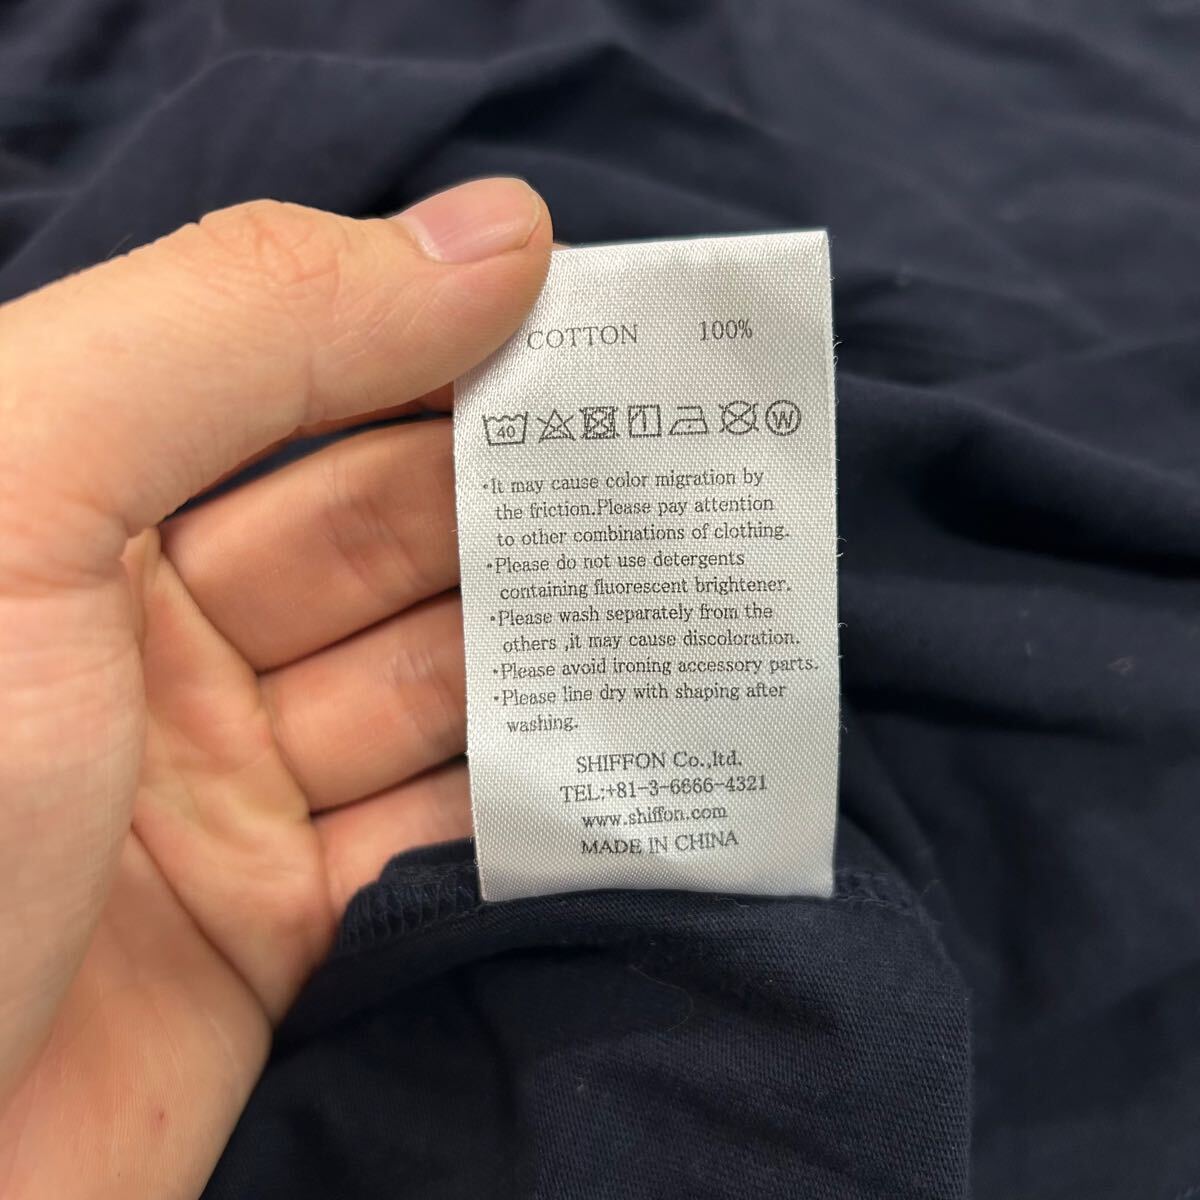 COTTON 100%
40 W
·It may cause color migration by
the friction.Please pay attention
to other combinations of clothing.
·Please do not use detergents
containing fluorescent brightener.
·Please wash separately from the
others ,it may cause discoloration.
·Please avoid ironing accessory parts.
·Please line dry with shaping after
washing.
SHIFFON Co.,ltd.
TEL:+81-3-6666-4321
www.shiffon.com
MADE IN CHINA